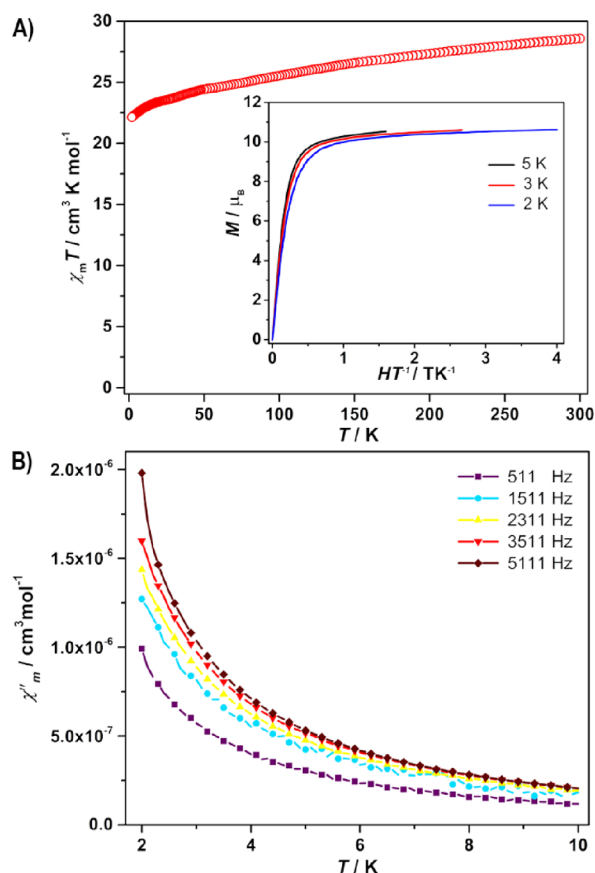 A)
χₘT / cm³ K mol⁻¹
30
25
20
15
10
5
0
0 50 100 150 200 250 300
T / K
M / μB
12
10
8
6
4
2
0
0 1 2 3 4
HT⁻¹ / TK⁻¹
5 K
3 K
2 K
B)
χ''m / cm³mol⁻¹
2.0x10⁻⁶
1.5x10⁻⁶
1.0x10⁻⁶
5.0x10⁻⁷
0.0
2 4 6 8 10
T / K
511 Hz
1511 Hz
2311 Hz
3511 Hz
5111 Hz